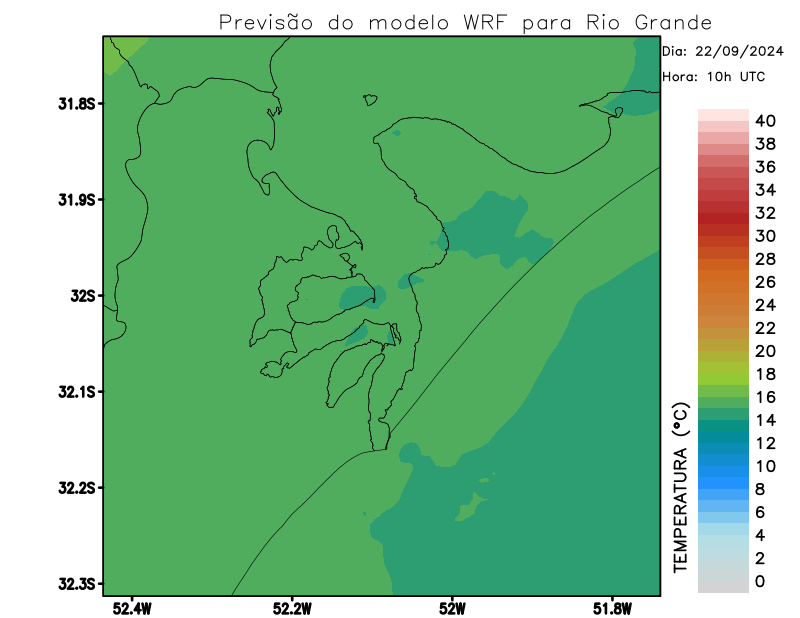 Previsão do modelo WRF para Rio Grande
Dia: 22/09/2024
Hora: 10h UTC
31.8S
31.9S
32S
32.1S
32.2S
32.3S
52.4W
52.2W
52W
51.8W
TEMPERATURA (°C)
40
38
36
34
32
30
28
26
24
22
20
18
16
14
12
10
8
6
4
2
0